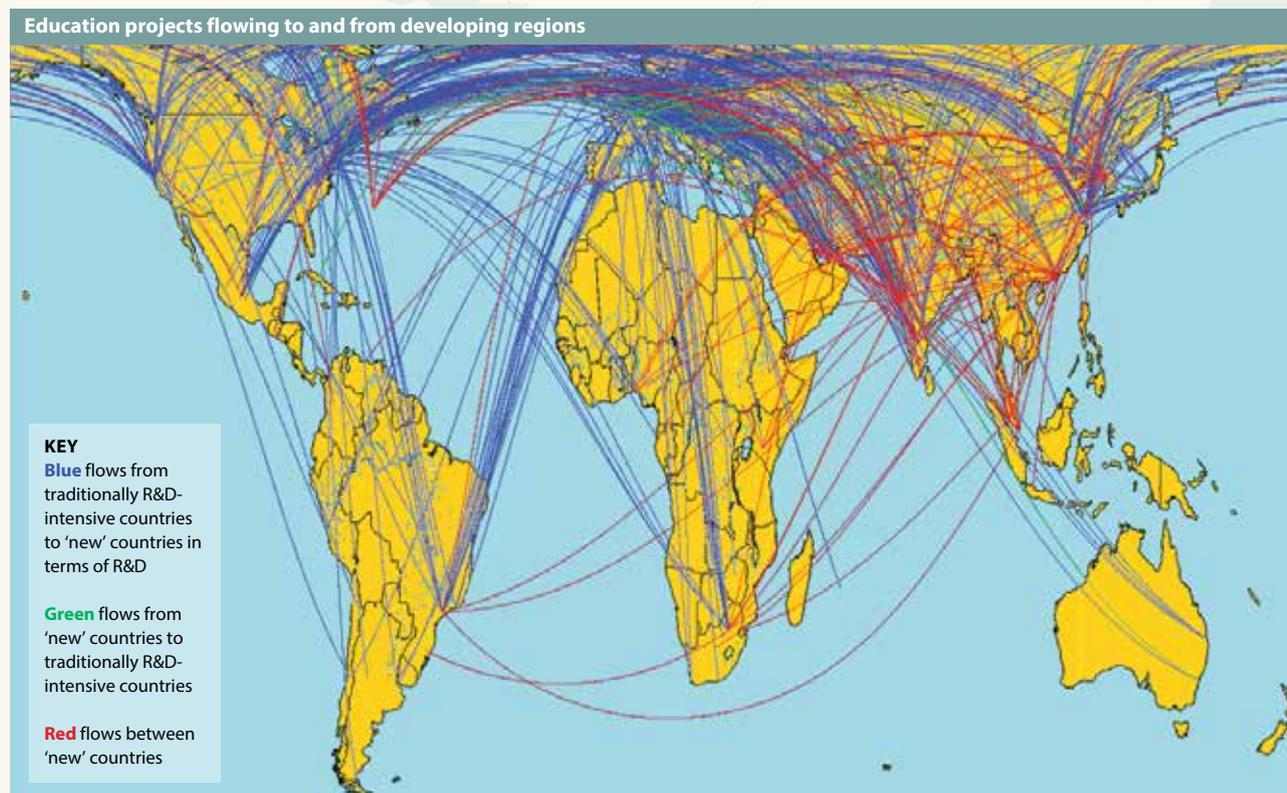 Education projects flowing to and from developing regions
KEY
Blue flows from
traditionally R&D-
intensive countries
to ‘new’ countries in
terms of R&D
Green flows from
‘new’ countries to
traditionally R&D-
intensive countries
Red flows between
‘new’ countries